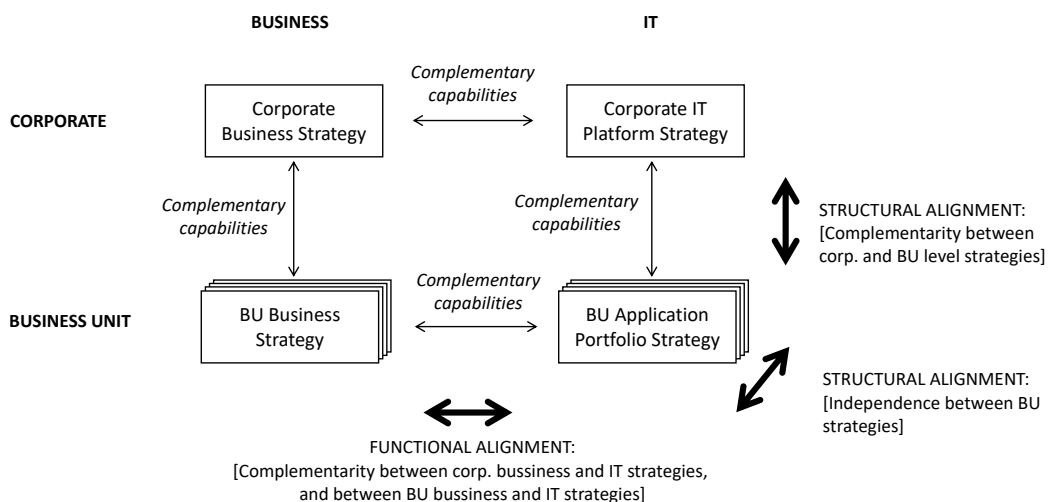 BUSINESS
IT
Complementary
capabilities
CORPORATE
Corporate
Business Strategy
Corporate IT
Platform Strategy
Complementary
capabilities
Complementary
capabilities
STRUCTURAL ALIGNMENT:
[Complementarity between
corp. and BU level strategies]
BUSINESS UNIT
BU Business
Strategy
Complementary
capabilities
BU Application
Portfolio Strategy
STRUCTURAL ALIGNMENT:
[Independence between BU
strategies]
FUNCTIONAL ALIGNMENT:
[Complementarity between corp. bussiness and IT strategies,
and between BU bussiness and IT strategies]